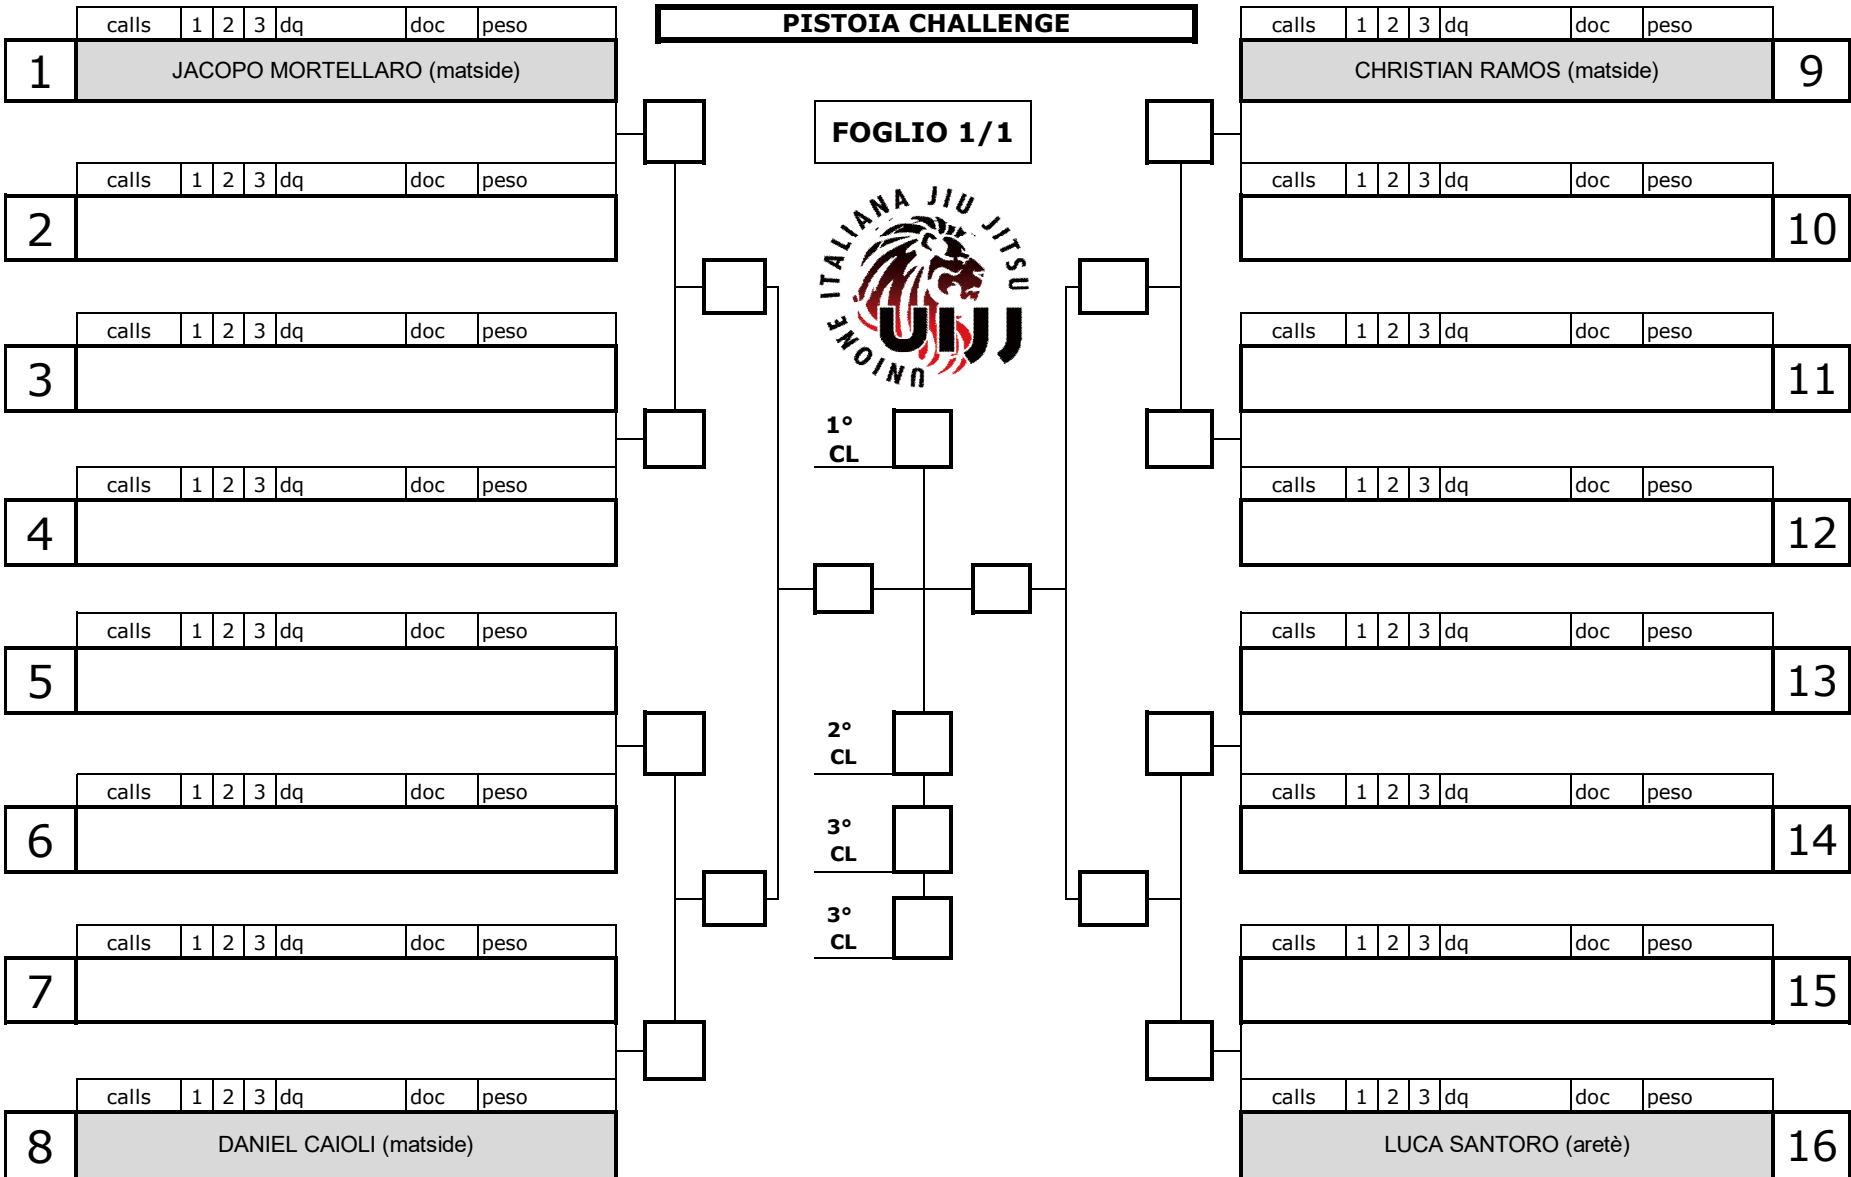 calls 1 2 3 dq doc peso
1 JACOPO MORTELLARO (matside)
calls 1 2 3 dq doc peso
2
calls 1 2 3 dq doc peso
3
calls 1 2 3 dq doc peso
4
calls 1 2 3 dq doc peso
5
calls 1 2 3 dq doc peso
6
calls 1 2 3 dq doc peso
7
calls 1 2 3 dq doc peso
8 DANIEL CAIOLI (matside)
PISTOIA CHALLENGE
FOGLIO 1/1
UNIONE ITALIANA JIU JITSU
UIJJ
1°
CL
2°
CL
3°
CL
3°
CL
calls 1 2 3 dq doc peso
CHRISTIAN RAMOS (matside) 9
calls 1 2 3 dq doc peso
10
calls 1 2 3 dq doc peso
11
calls 1 2 3 dq doc peso
12
calls 1 2 3 dq doc peso
13
calls 1 2 3 dq doc peso
14
calls 1 2 3 dq doc peso
15
calls 1 2 3 dq doc peso
LUCA SANTORO (aretè) 16